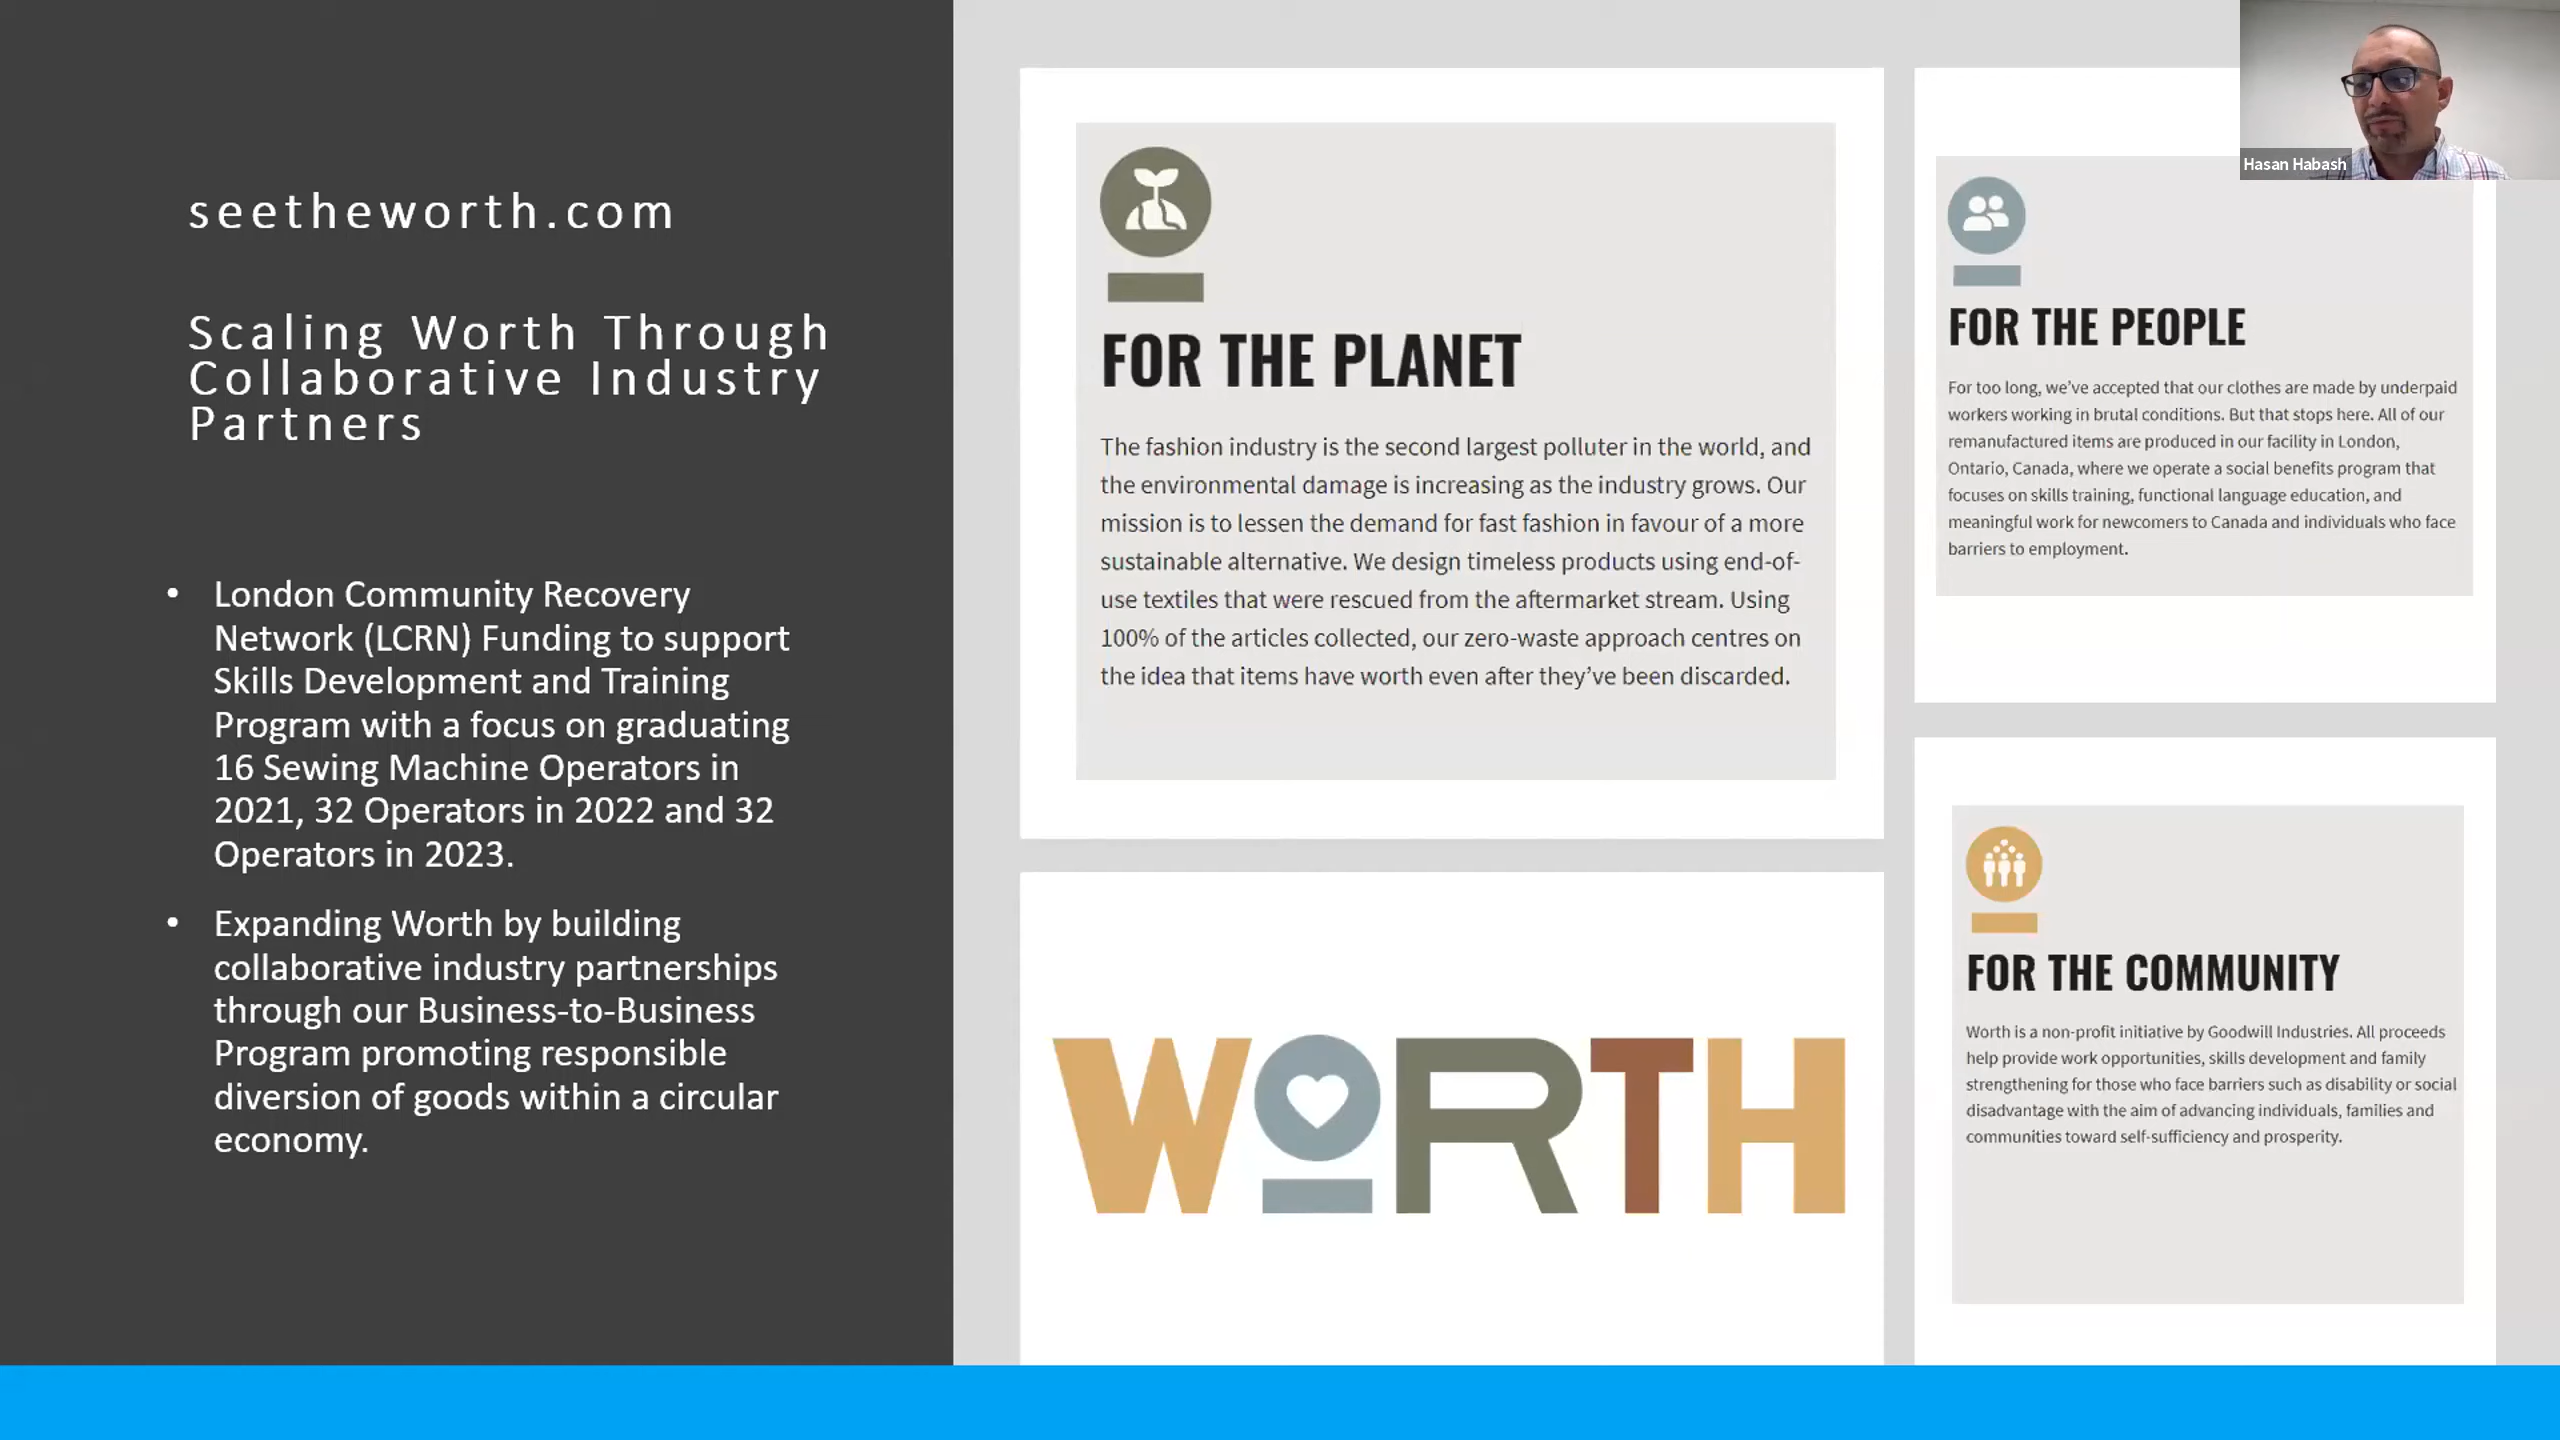 seetheworth.com
Scaling Worth Through
Collaborative Industry
Partners
• London Community Recovery
Network (LCRN) Funding to support
Skills Development and Training
Program with a focus on graduating
16 Sewing Machine Operators in
2021, 32 Operators in 2022 and 32
Operators in 2023.
• Expanding Worth by building
collaborative industry partnerships
through our Business-to-Business
Program promoting responsible
diversion of goods within a circular
economy.
FOR THE PLANET
The fashion industry is the second largest polluter in the world, and
the environmental damage is increasing as the industry grows. Our
mission is to lessen the demand for fast fashion in favour of a more
sustainable alternative. We design timeless products using end-of-
use textiles that were rescued from the aftermarket stream. Using
100% of the articles collected, our zero-waste approach centres on
the idea that items have worth even after they’ve been discarded.
WORTH
Hasan Habash
FOR THE PEOPLE
For too long, we’ve accepted that our clothes are made by underpaid
workers working in brutal conditions. But that stops here. All of our
remanufactured items are produced in our facility in London,
Ontario, Canada, where we operate a social benefits program that
focuses on skills training, functional language education, and
meaningful work for newcomers to Canada and individuals who face
barriers to employment.
FOR THE COMMUNITY
Worth is a non-profit initiative by Goodwill Industries. All proceeds
help provide work opportunities, skills development and family
strengthening for those who face barriers such as disability or social
disadvantage with the aim of advancing individuals, families and
communities toward self-sufficiency and prosperity.